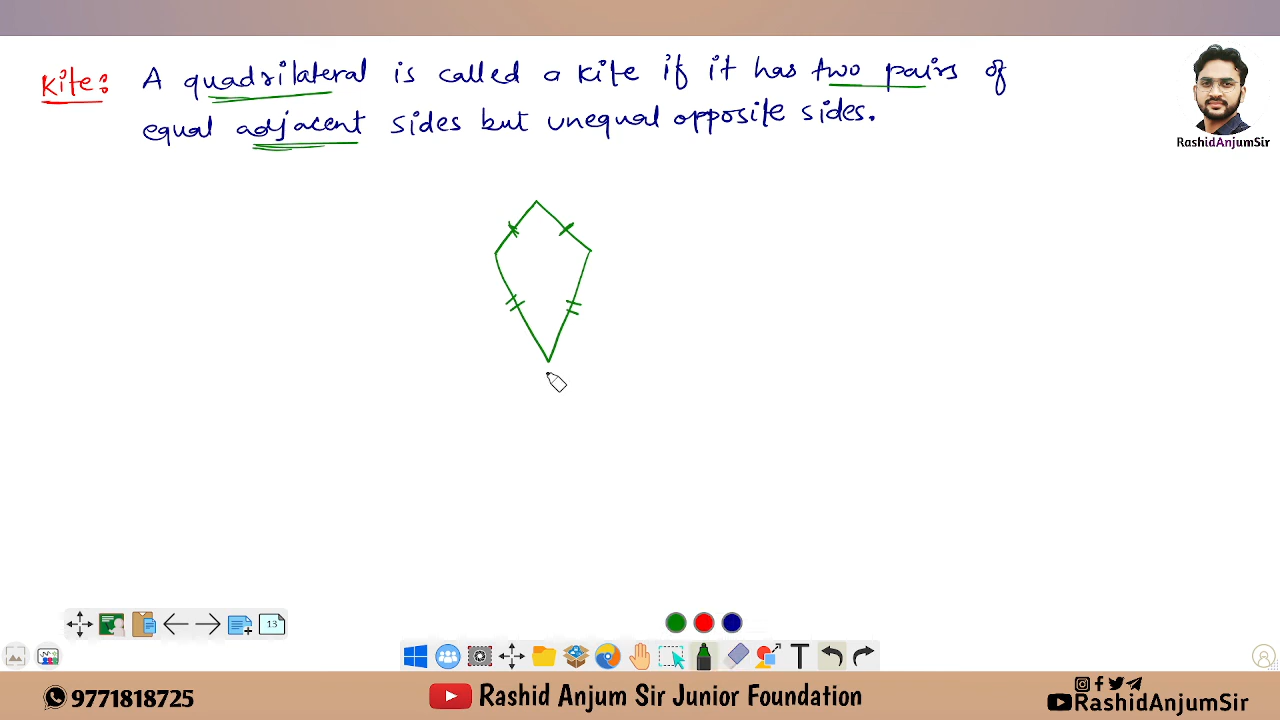 Kite: A quadrilateral is called a kite if it has two pairs of
equal adjacent sides but unequal opposite sides.
RashidAnjumSir
13
T
9771818725
Rashid Anjum Sir Junior Foundation
RashidAnjumSir